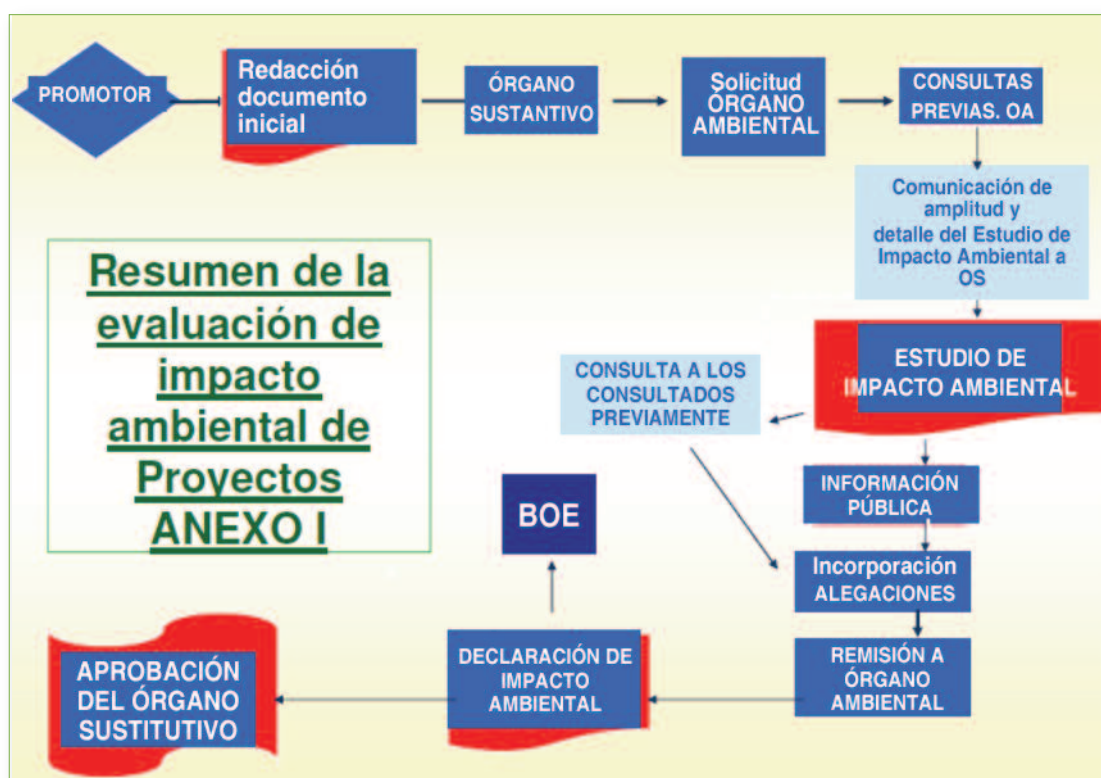 PROMOTOR
Redacción
documento
inicial
ÓRGANO
SUSTANTIVO
Solicitud
ÓRGANO
AMBIENTAL
CONSULTAS
PREVIAS. OA
Comunicación de
amplitud y
detalle del Estudio de
Impacto Ambiental a
OS
Resumen de la
evaluación de
impacto
ambiental de
Proyectos
ANEXO I
ESTUDIO DE
IMPACTO AMBIENTAL
CONSULTA A LOS
CONSULTADOS
PREVIAMENTE
INFORMACIÓN
PÚBLICA
BOE
Incorporación
ALEGACIONES
REMISIÓN A
ÓRGANO
AMBIENTAL
DECLARACIÓN DE
IMPACTO
AMBIENTAL
APROBACIÓN
DEL ÓRGANO
SUSTITUTIVO